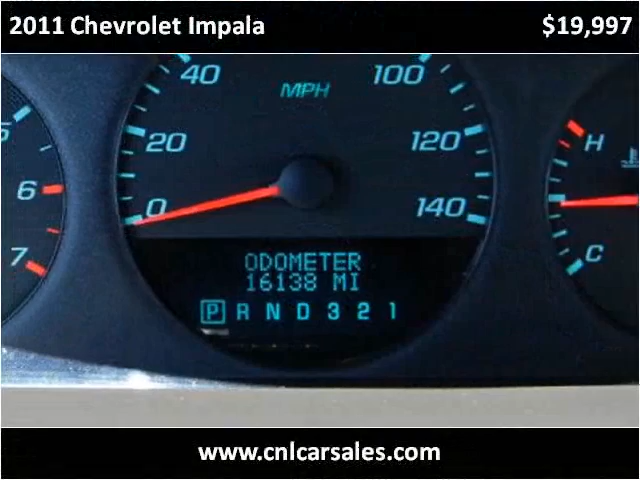 2011 Chevrolet Impala $19,997
40 MPH 100
5 20 120 H
6 0 140
7 C
ODOMETER
16138 MI
P R N D 3 2 1
www.cnlcarsales.com